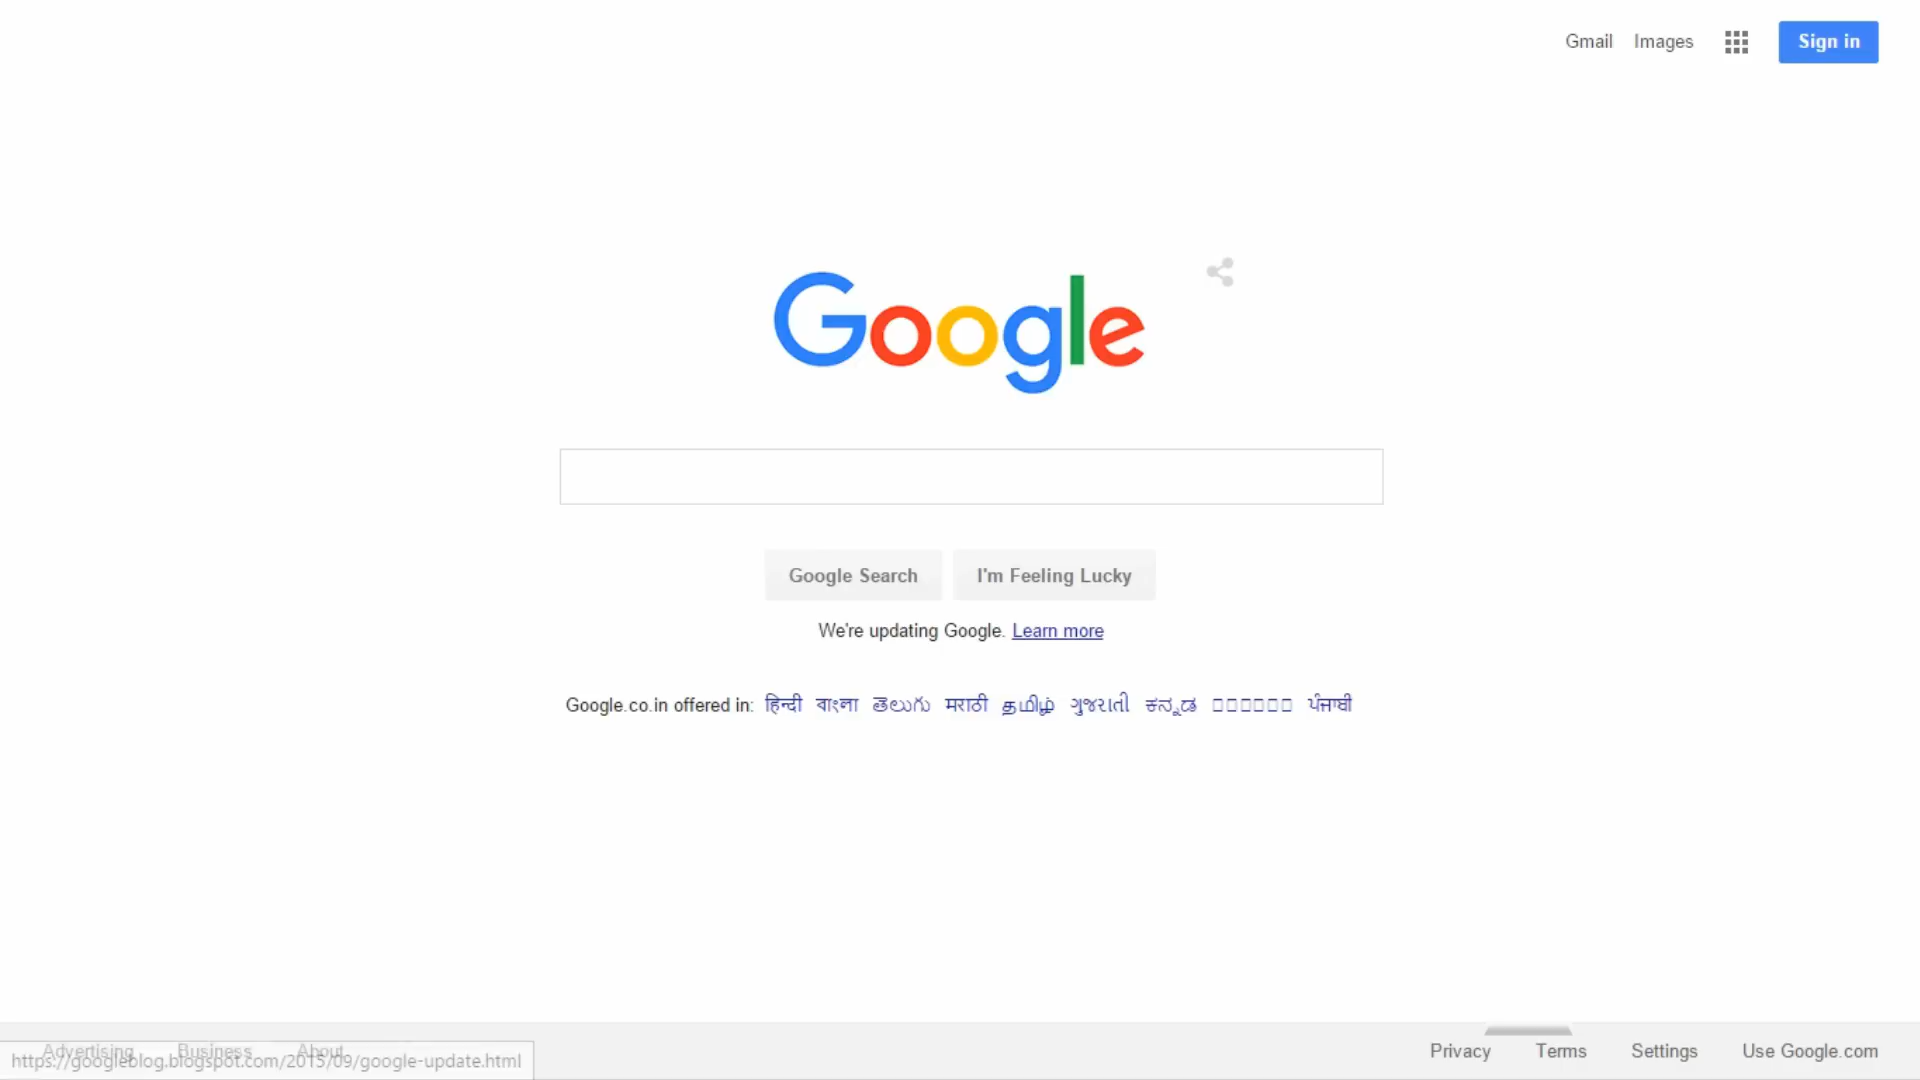 Gmail Images Sign in
Google
Google Search I'm Feeling Lucky
We're updating Google. Learn more
Google.co.in offered in: हिन्दी বাংলা తెలుగు मराठी தமிழ் ગુજરાતી ಕನ್ನಡ ਪੰਜਾਬੀ
Advertising Business About
https://googleblog.blogspot.com/2015/09/google-update.html
Privacy Terms Settings Use Google.com